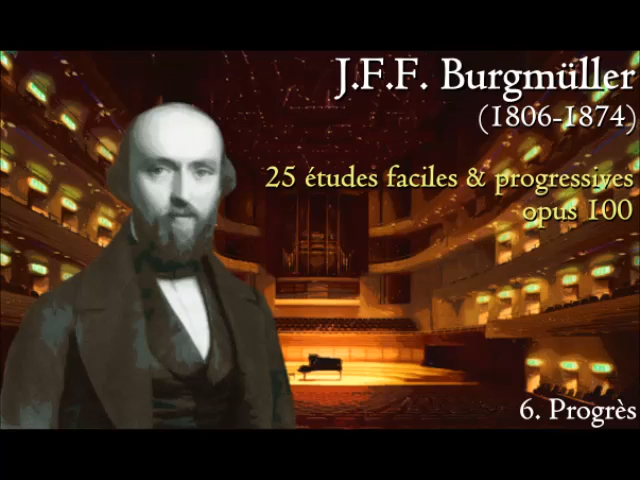 J.F.F. Burgmüller
(1806-1874)
25 études faciles & progressives
opus 100
6. Progrès